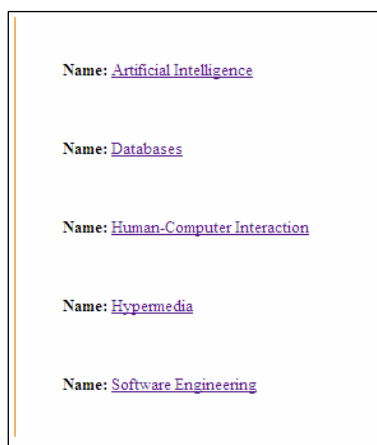 Name: Artificial Intelligence
Name: Databases
Name: Human-Computer Interaction
Name: Hypermedia
Name: Software Engineering